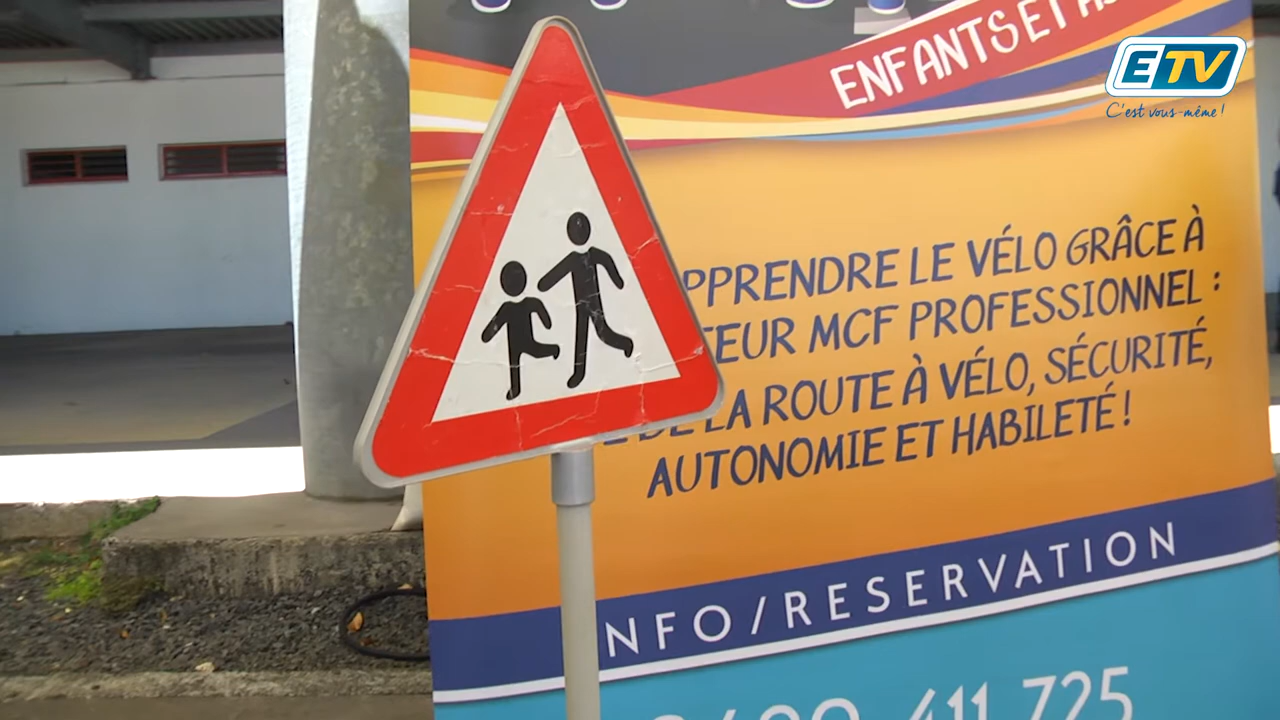 ENFANTS ET
ETV
C'est vous-même !
PPRENDRE LE VÉLO GRÂCE À
TEUR MCF PROFESSIONNEL :
DE LA ROUTE À VÉLO, SÉCURITÉ,
AUTONOMIE ET HABILETÉ !
NFO/RESERVATION
411 725